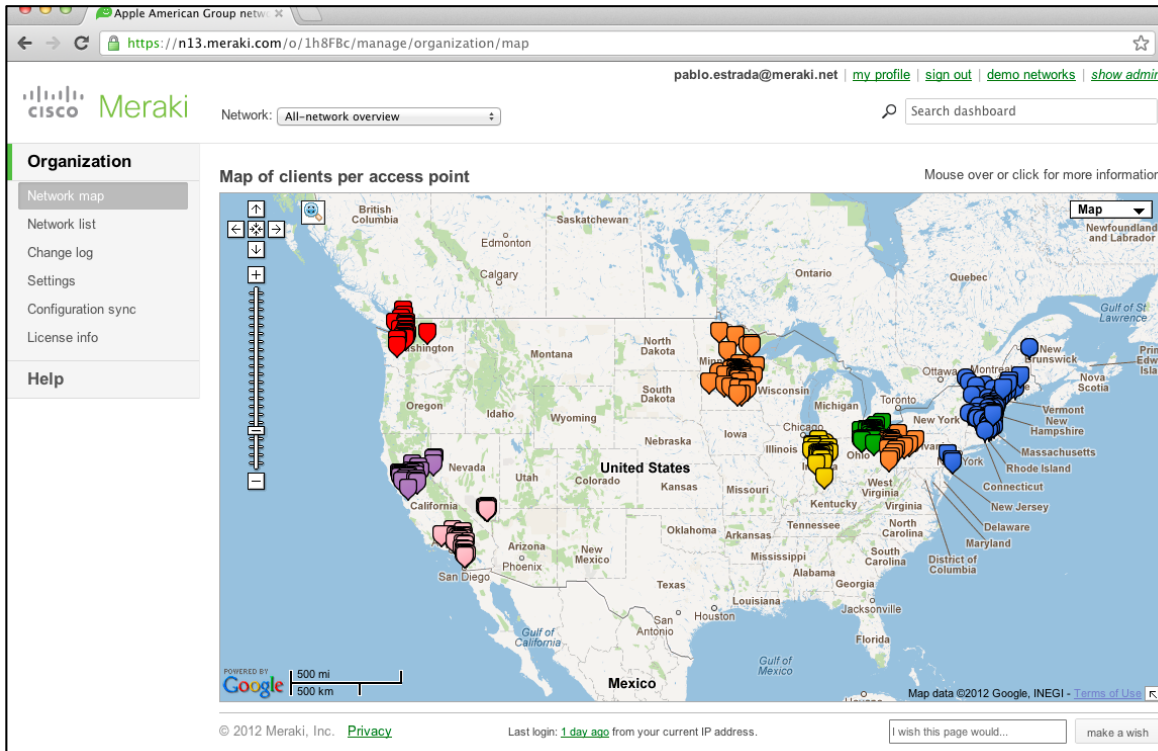 Apple American Group netw
https://n13.meraki.com/o/1h8FBc/manage/organization/map
pablo.estrada@meraki.net | my profile | sign out | demo networks | show admin
CISCO Meraki
Network: All-network overview
Search dashboard
Organization
Network map
Network list
Change log
Settings
Configuration sync
License info
Help
Map of clients per access point
Mouse over or click for more information
Map
British
Columbia
Saskatchewan
Newfoundland
and Labrador
Edmonton
Calgary
Ontario
Quebec
Gulf of St
Lawrence
ashington
Montana
North
Dakota
Minn
Ottawa
Montreal
New
Brunswick
Prin
Edw
Isla
Nova
Scotia
Oregon
Idaho
Wyoming
South
Dakota
Wisconsin
Michigan
Toronto
New York
Vermont
New
Hampshire
Massachusetts
Rhode Island
Connecticut
New Jersey
Delaware
Maryland
District of
Columbia
Nevada
Utah
Colorado
Nebraska
Iowa
Chicago
Illinois
Ohio
United States
Kansas
Missouri
West
Virginia
Virginia
Kentucky
California
Oklahoma
Arkansas
Tennessee
North
Carolina
South
Carolina
Arizona
Phoenix
New
Mexico
Mississippi
Alabama
Georgia
San Diego
Texas
Louisiana
Jacksonville
San
Antonio
Houston
Florida
Gulf of
California
Gulf of
Mexico
Mexico
POWERED BY
Google
500 mi
500 km
Map data ©2012 Google, INEGI - Terms of Use
© 2012 Meraki, Inc. Privacy
Last login: 1 day ago from your current IP address.
I wish this page would...
make a wish